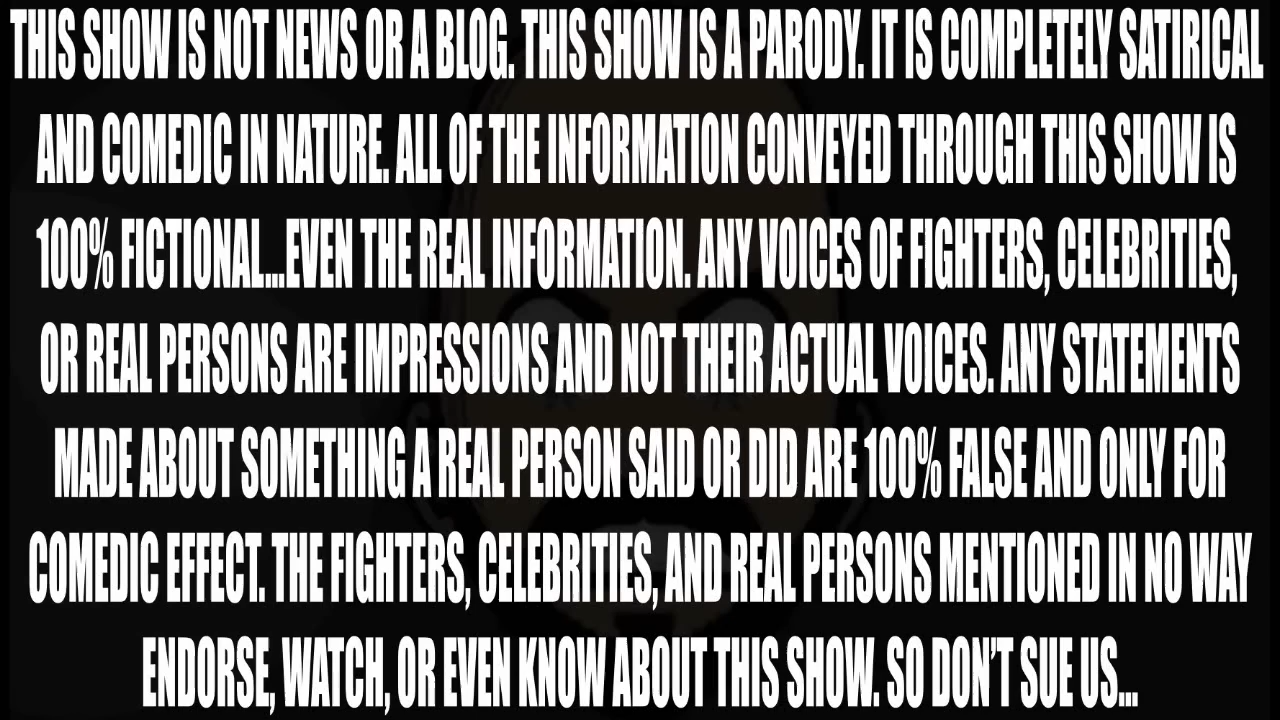 THIS SHOW IS NOT NEWS OR A BLOG. THIS SHOW IS A PARODY. IT IS COMPLETELY SATIRICAL
AND COMEDIC IN NATURE. ALL OF THE INFORMATION CONVEYED THROUGH THIS SHOW IS
100% FICTIONAL...EVEN THE REAL INFORMATION. ANY VOICES OF FIGHTERS, CELEBRITIES,
OR REAL PERSONS ARE IMPRESSIONS AND NOT THEIR ACTUAL VOICES. ANY STATEMENTS
MADE ABOUT SOMETHING A REAL PERSON SAID OR DID ARE 100% FALSE AND ONLY FOR
COMEDIC EFFECT. THE FIGHTERS, CELEBRITIES, AND REAL PERSONS MENTIONED IN NO WAY
ENDORSE, WATCH, OR EVEN KNOW ABOUT THIS SHOW. SO DON'T SUE US...